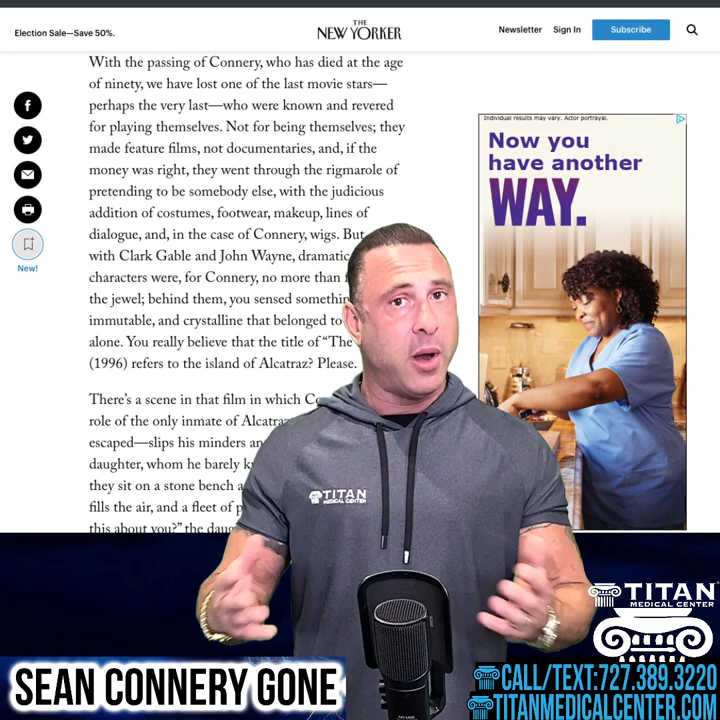 Election Sale—Save 50%.
THE
NEW YORKER
Newsletter
Sign In
Subscribe
With the passing of Connery, who has died at the age
of ninety, we have lost one of the last movie stars—
perhaps the very last—who were known and revered
for playing themselves. Not for being themselves; they
made feature films, not documentaries, and, if the
money was right, they went through the rigmarole of
pretending to be somebody else, with the judicious
addition of costumes, footwear, makeup, lines of
dialogue, and, in the case of Connery, wigs. But
with Clark Gable and John Wayne, dramatic
characters were, for Connery, no more than
the jewel; behind them, you sensed somethin
immutable, and crystalline that belonged to
alone. You really believe that the title of “The
(1996) refers to the island of Alcatraz? Please.
There’s a scene in that film in which Co
role of the only inmate of Alcatra
escaped—slips his minders an
daughter, whom he barely k
they sit on a stone bench a
fills the air, and a fleet of p
this about you?” the daug
New!
Individual results may vary. Actor portrayal.
Now you
have another
WAY.
TITAN
MEDICAL CENTER
TITAN
MEDICAL CENTER
SEAN CONNERY GONE
CALL/TEXT:727.389.3220
TITANMEDICALCENTER.COM